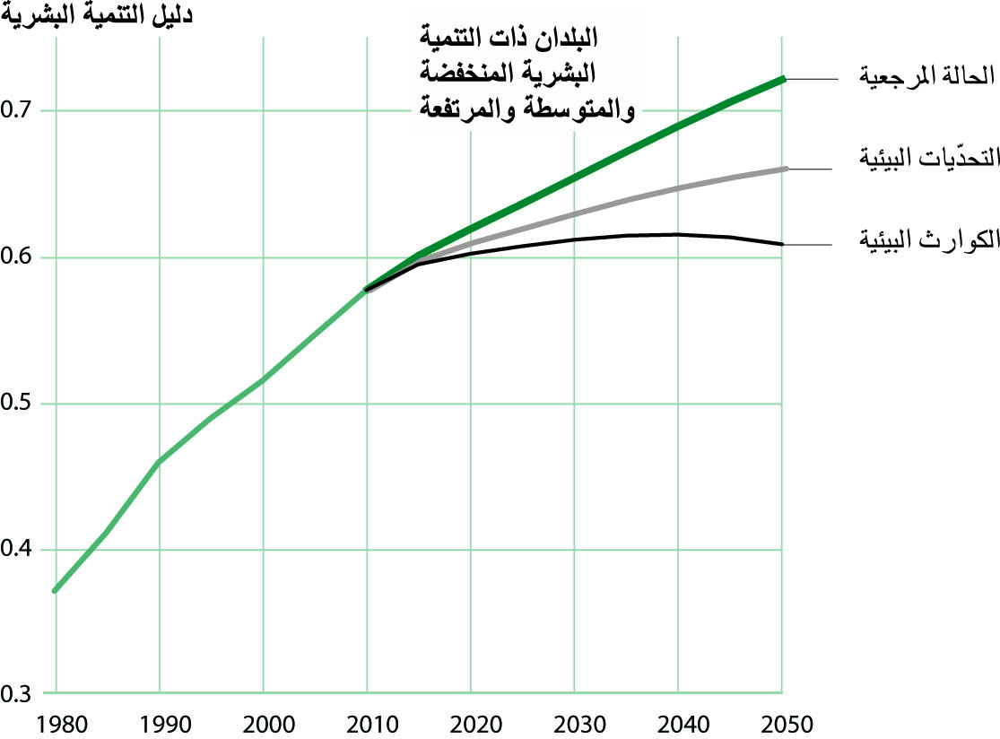 دليل التنمية البشرية
البلدان ذات التنمية
البشرية المنخفضة
والمتوسطة والمرتفعة
الحالة المرجعية
التحدّيات البيئية
الكوارث البيئية
0.7
0.6
0.5
0.4
0.3
1980 1990 2000 2010 2020 2030 2040 2050